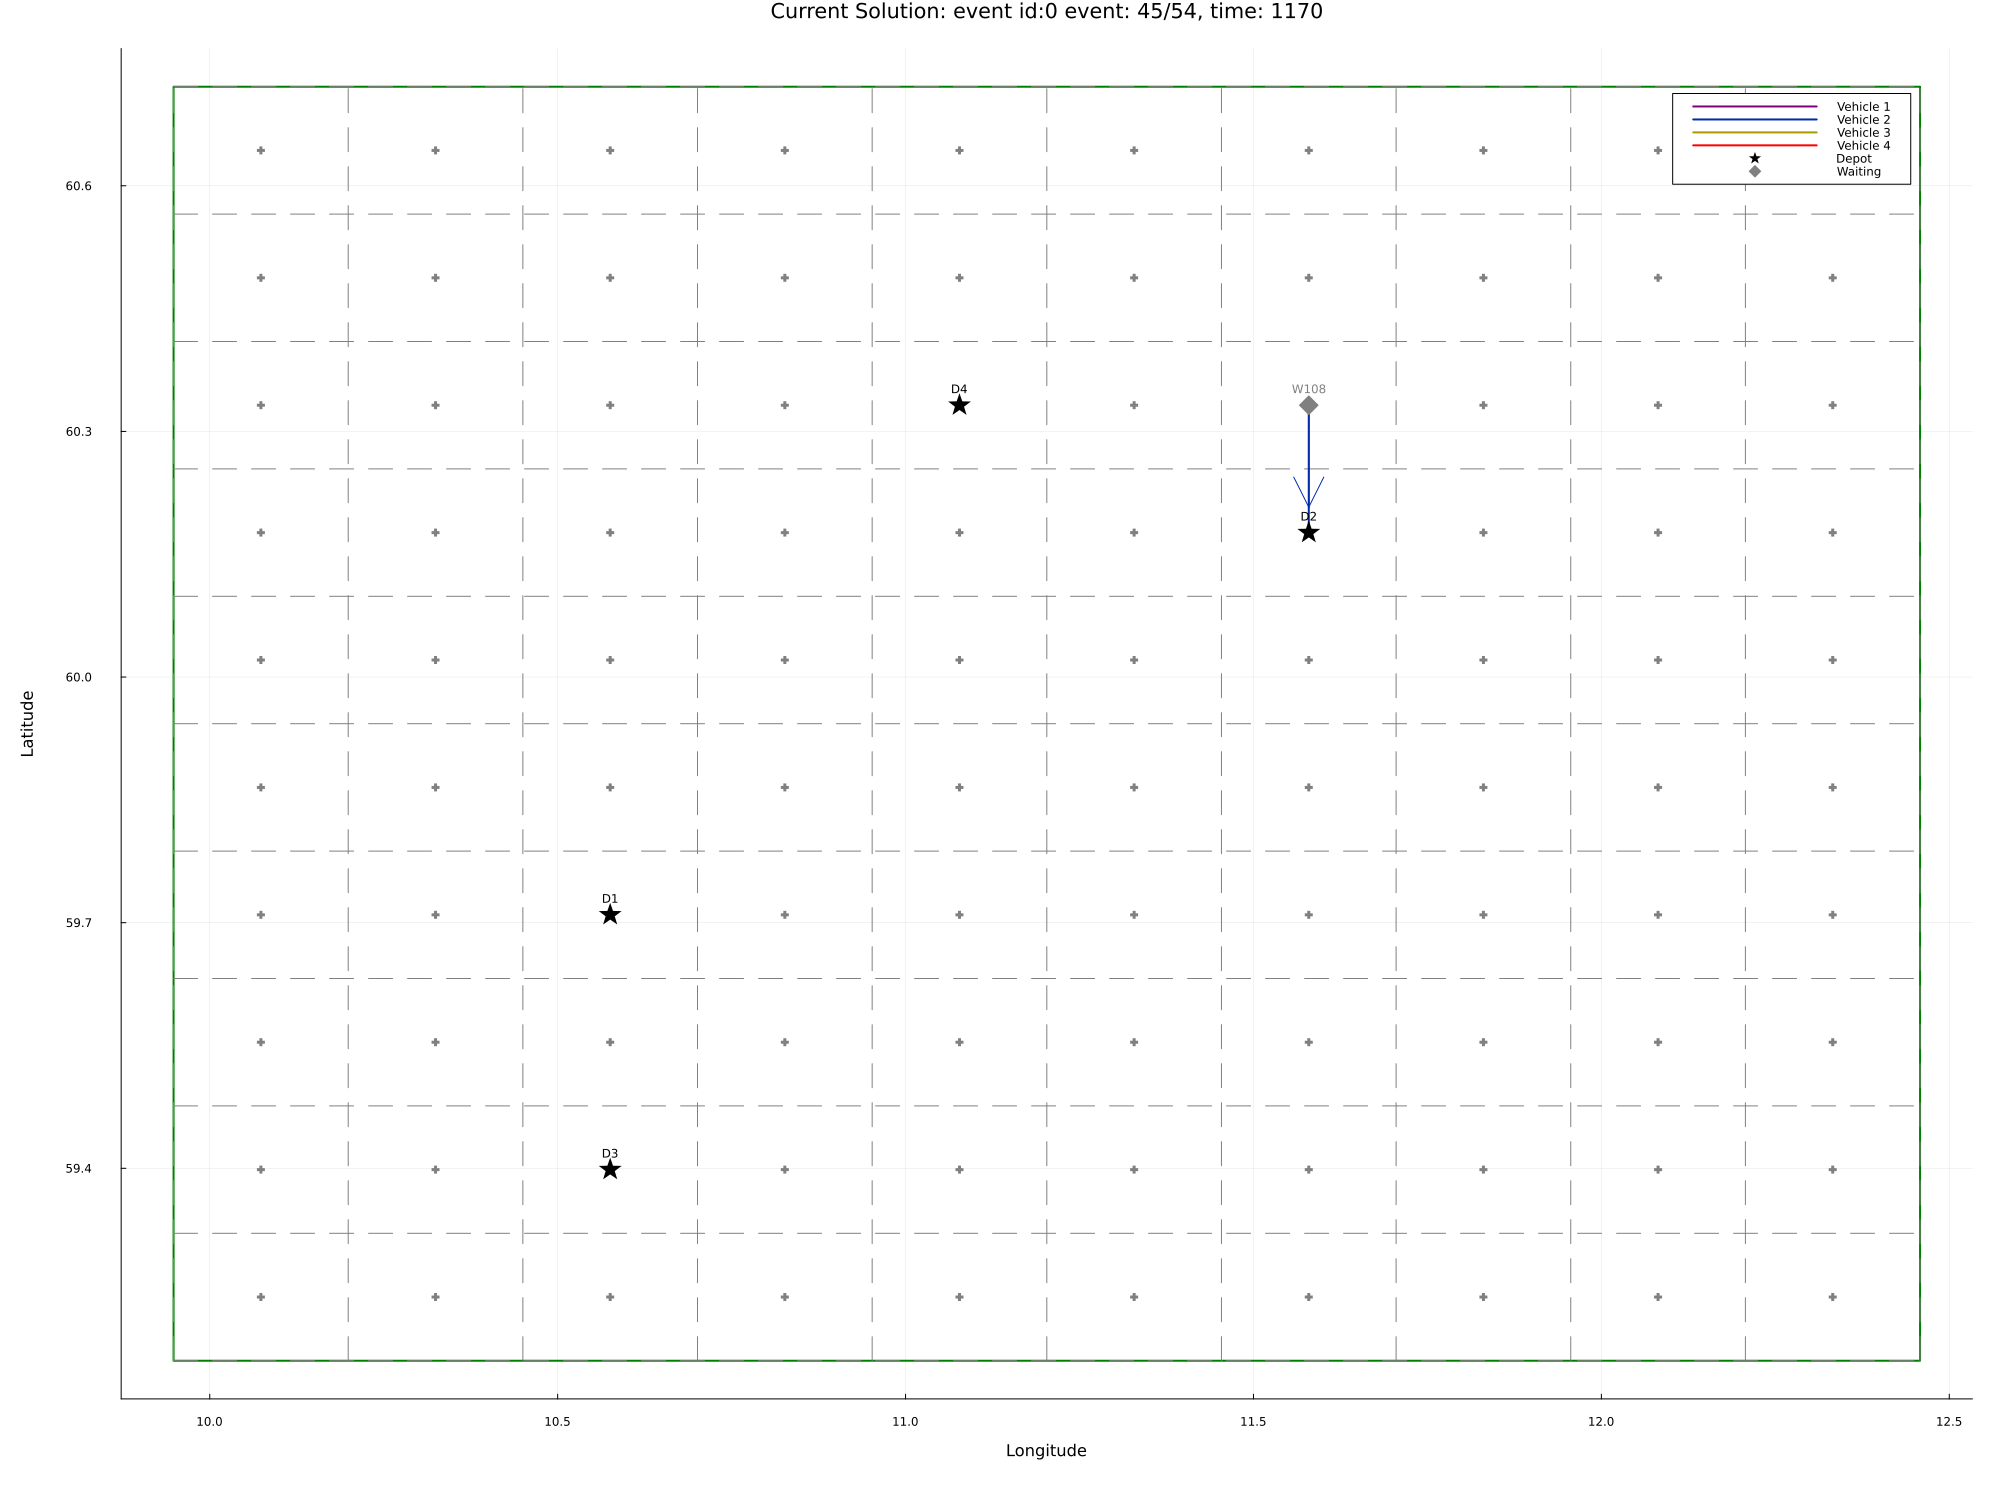 Current Solution: event id:0 event: 45/54, time: 1170
Vehicle 1
Vehicle 2
Vehicle 3
Vehicle 4
Depot
Waiting
60.6
D4
W108
60.3
D2
60.0
Latitude
D1
59.7
D3
59.4
10.0 10.5 11.0 11.5 12.0 12.5
Longitude